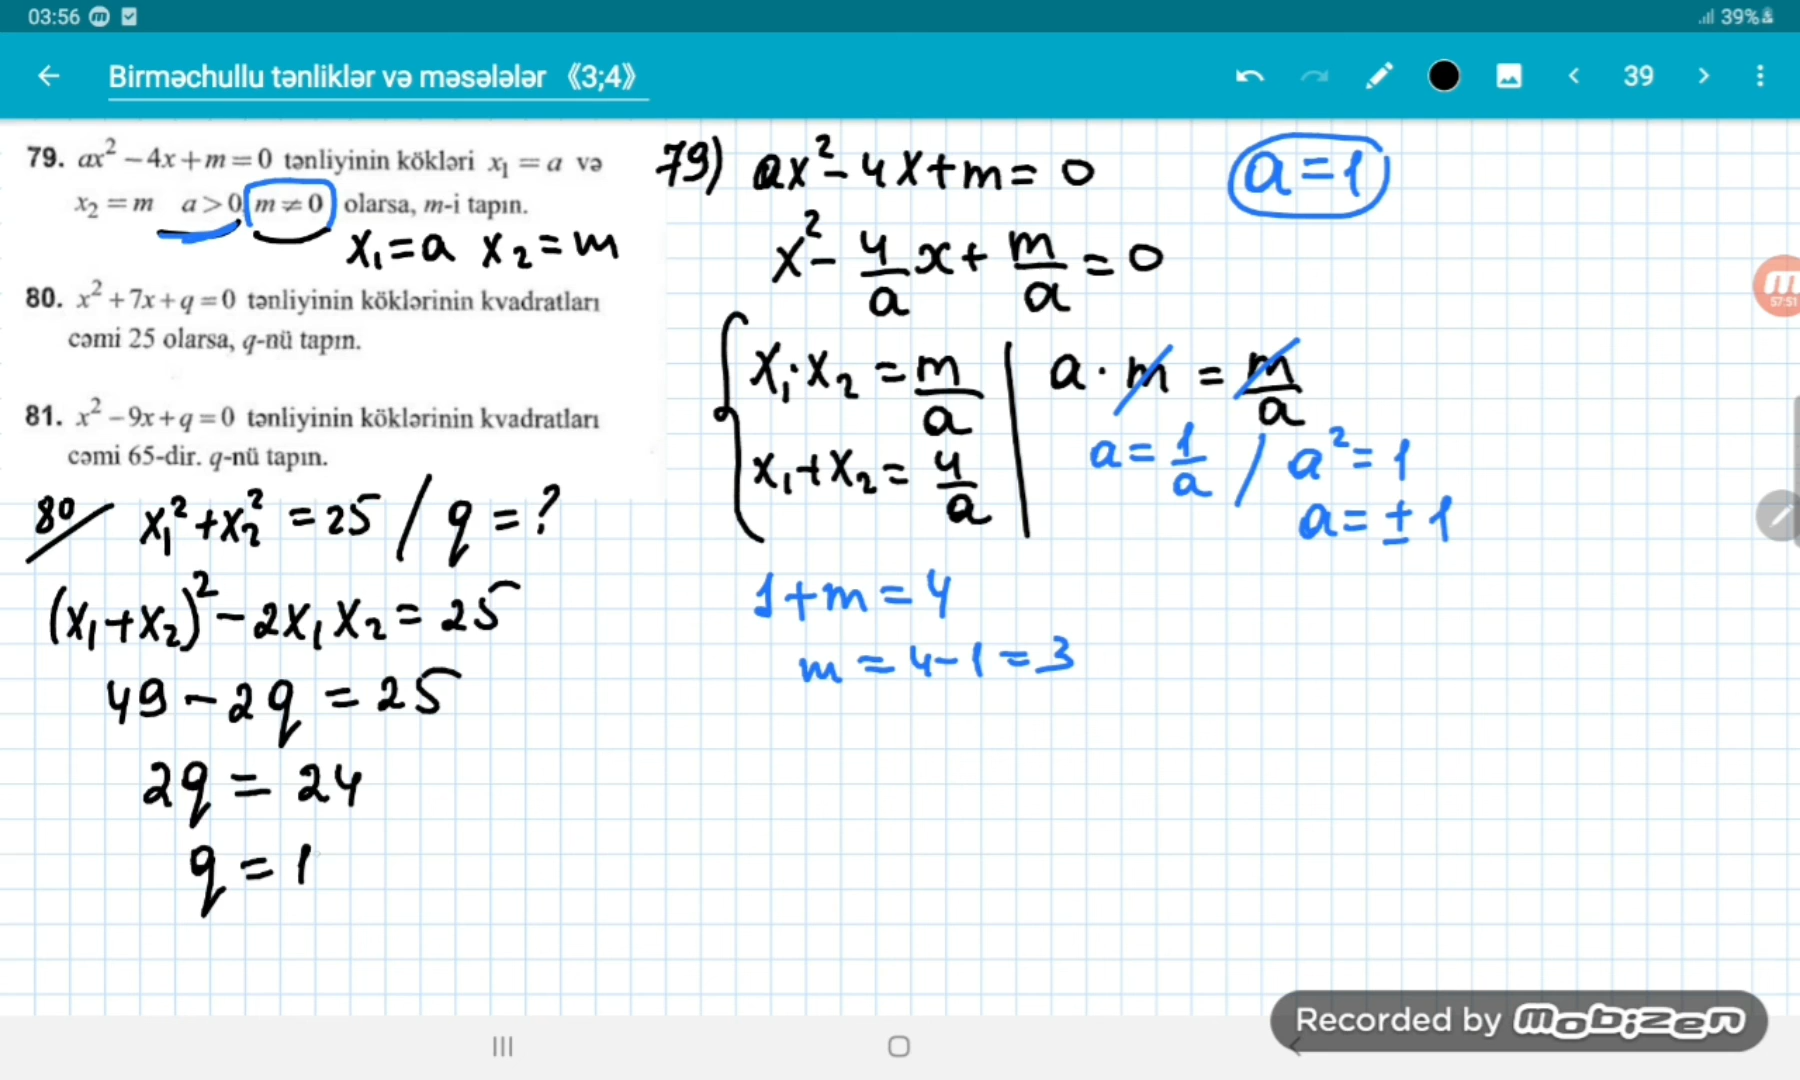 03:56
39%
Birməchullu tənliklər və məsələlər 《3;4》
39
79. ax² – 4x + m = 0 tənliyinin kökləri x₁ = a və
x₂ = m a > 0, m ≠ 0 olarsa, m-i tapın.
x₁ = a x₂ = m
80. x² + 7x + q = 0 tənliyinin köklərinin kvadratları
cəmi 25 olarsa, q-nü tapın.
81. x² – 9x + q = 0 tənliyinin köklərinin kvadratları
cəmi 65-dir. q-nü tapın.
80 / x₁² + x₂² = 25 / q = ?
(x₁ + x₂)² – 2x₁x₂ = 25
49 – 2q = 25
2q = 24
q = 1
79) ax² – 4x + m = 0
a = 1
x² – 4/a x + m/a = 0
x₁ · x₂ = m/a | a · m = m/a
x₁ + x₂ = 4/a
a = 1/a / a² = 1
a = ± 1
1 + m = 4
m = 4 – 1 = 3
57:51
Recorded by mobizen